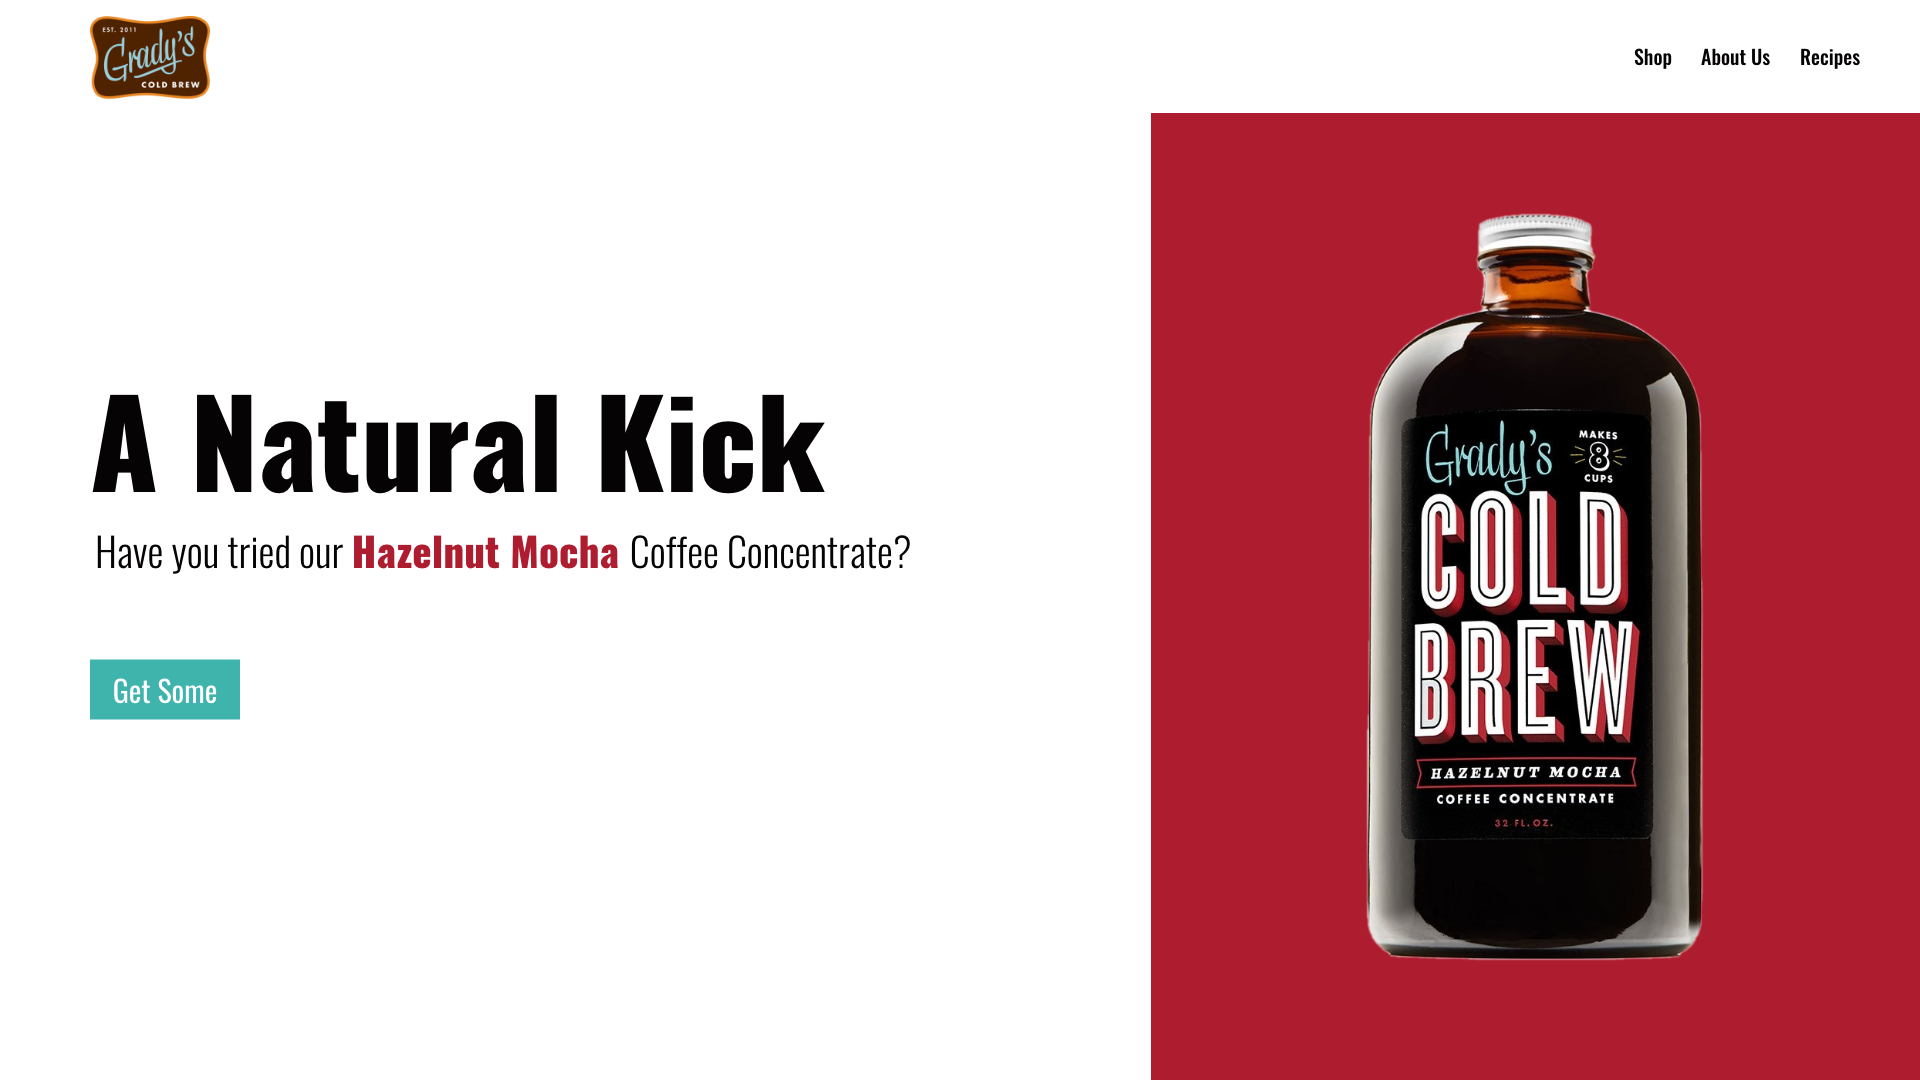 EST. 2011
Grady's
COLD BREW
Shop
About Us
Recipes
A Natural Kick
Have you tried our Hazelnut Mocha Coffee Concentrate?
Get Some
Grady's
MAKES
8
CUPS
COLD
BREW
HAZELNUT MOCHA
COFFEE CONCENTRATE
32 FL. OZ.